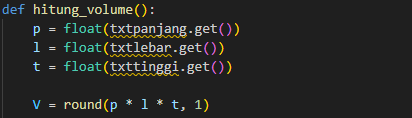 def hitung_volume():
    p = float(txtpanjang.get())
    l = float(txtlebar.get())
    t = float(txttinggi.get())

    V = round(p * l * t, 1)